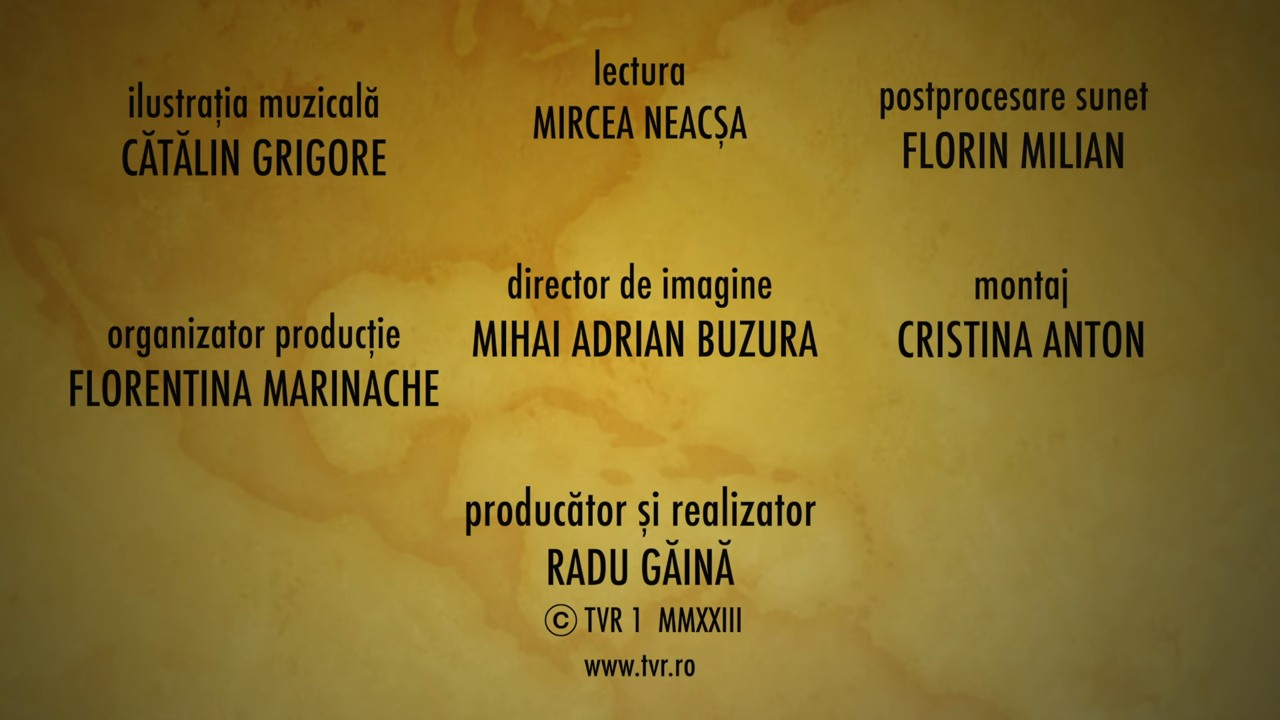 ilustrația muzicală
CĂTĂLIN GRIGORE
lectura
MIRCEA NEACȘA
postprocesare sunet
FLORIN MILIAN
organizator producție
FLORENTINA MARINACHE
director de imagine
MIHAI ADRIAN BUZURA
montaj
CRISTINA ANTON
producător și realizator
RADU GĂINĂ
© TVR 1 MMXXIII
www.tvr.ro